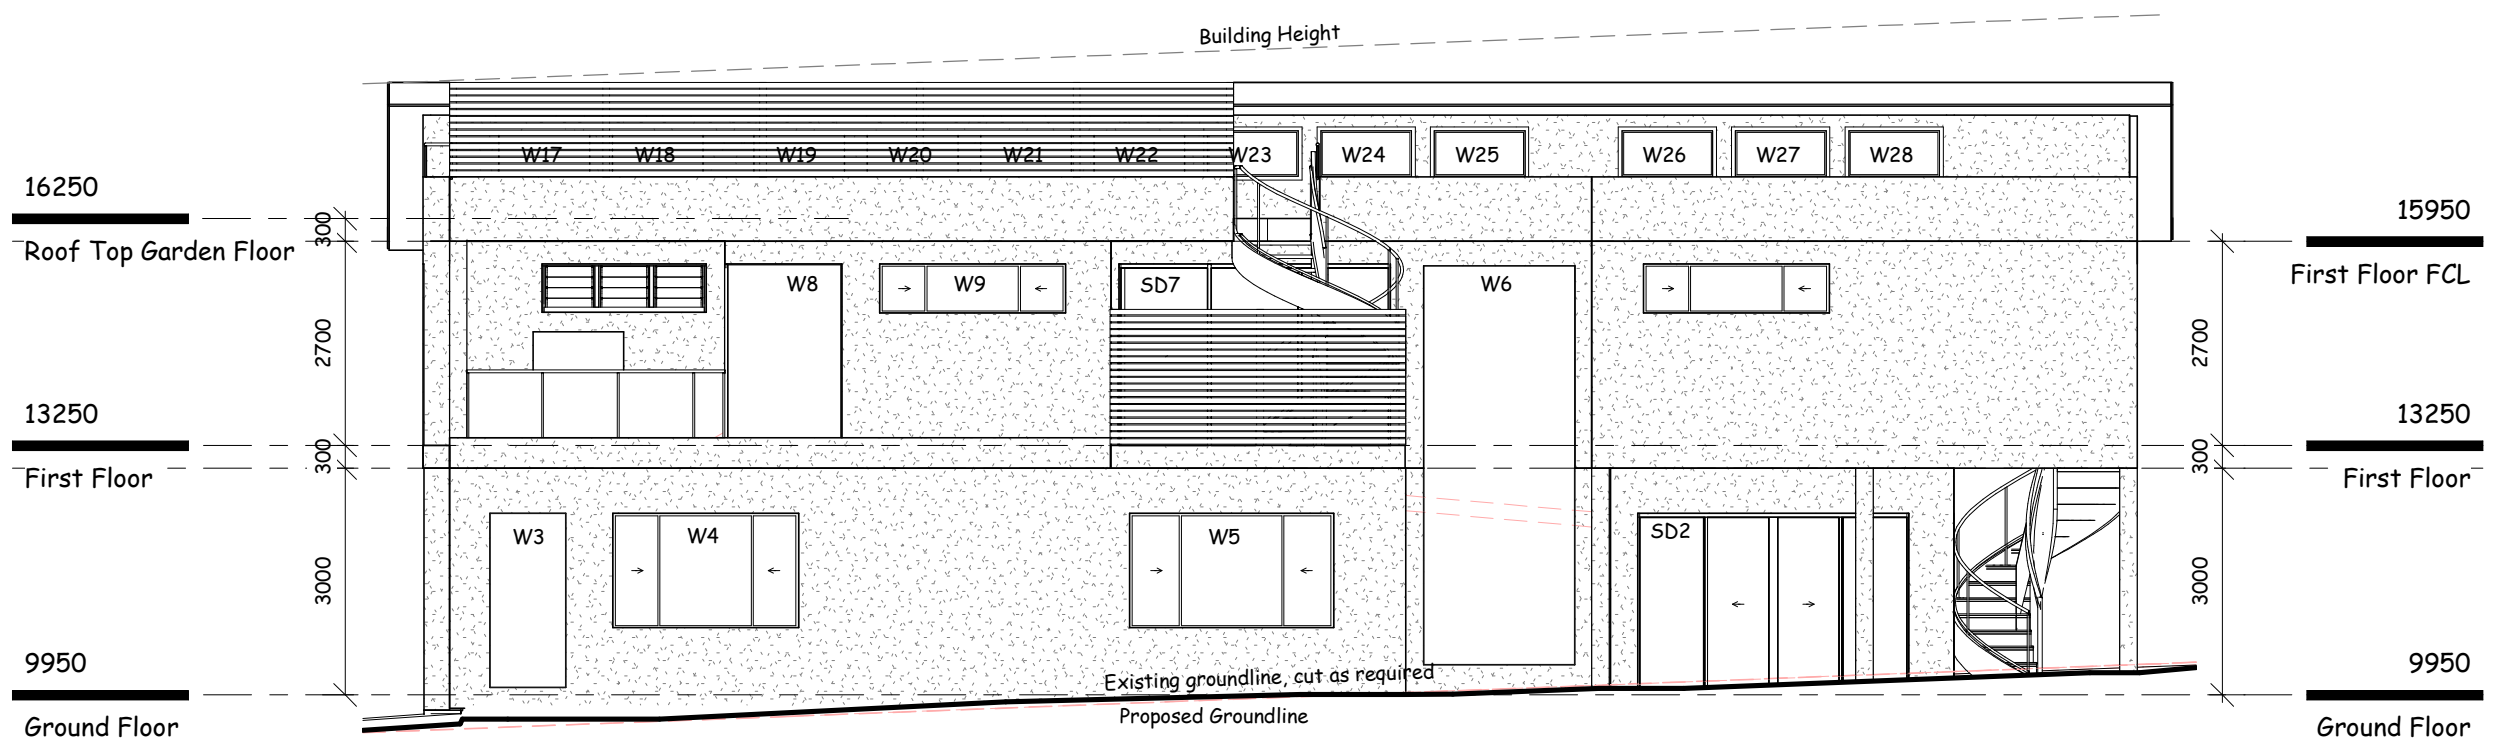 Building Height
W17 W18 W19 W20 W21 W22 W23 W24 W25 W26 W27 W28
16250
Roof Top Garden Floor
300
15950
First Floor FCL
W8
W9
SD7
W6
2700
2700
13250
First Floor
300
13250
First Floor
300
W3
W4
W5
SD2
3000
3000
9950
Ground Floor
Existing groundline, cut as required
Proposed Groundline
9950
Ground Floor